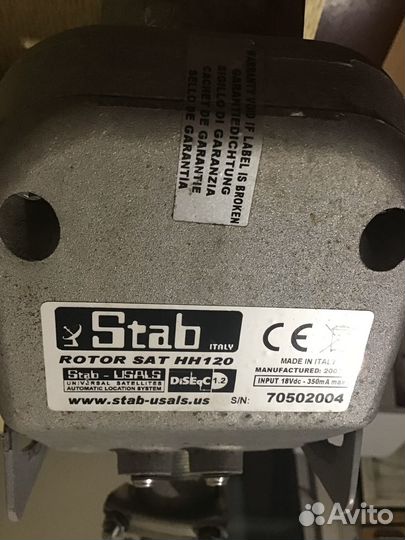 WARRANTY VOID IF LABEL IS BROKEN
GARANTIEDICHTUNG
SIGILLO DI GARANZIA
CACHET DE GARANZIE
SELLO DE GARANTIA
Stab
ITALY
ROTOR SAT HH120
Stab - USALS
UNIVERSAL SATELLITES
AUTOMATIC LOCATION SYSTEM
DiSEqC 1.2
www.stab-usals.us
CE
MADE IN ITALY
MANUFACTURED:
INPUT 18Vdc - 350mA max
S/N: 70502004
Avito